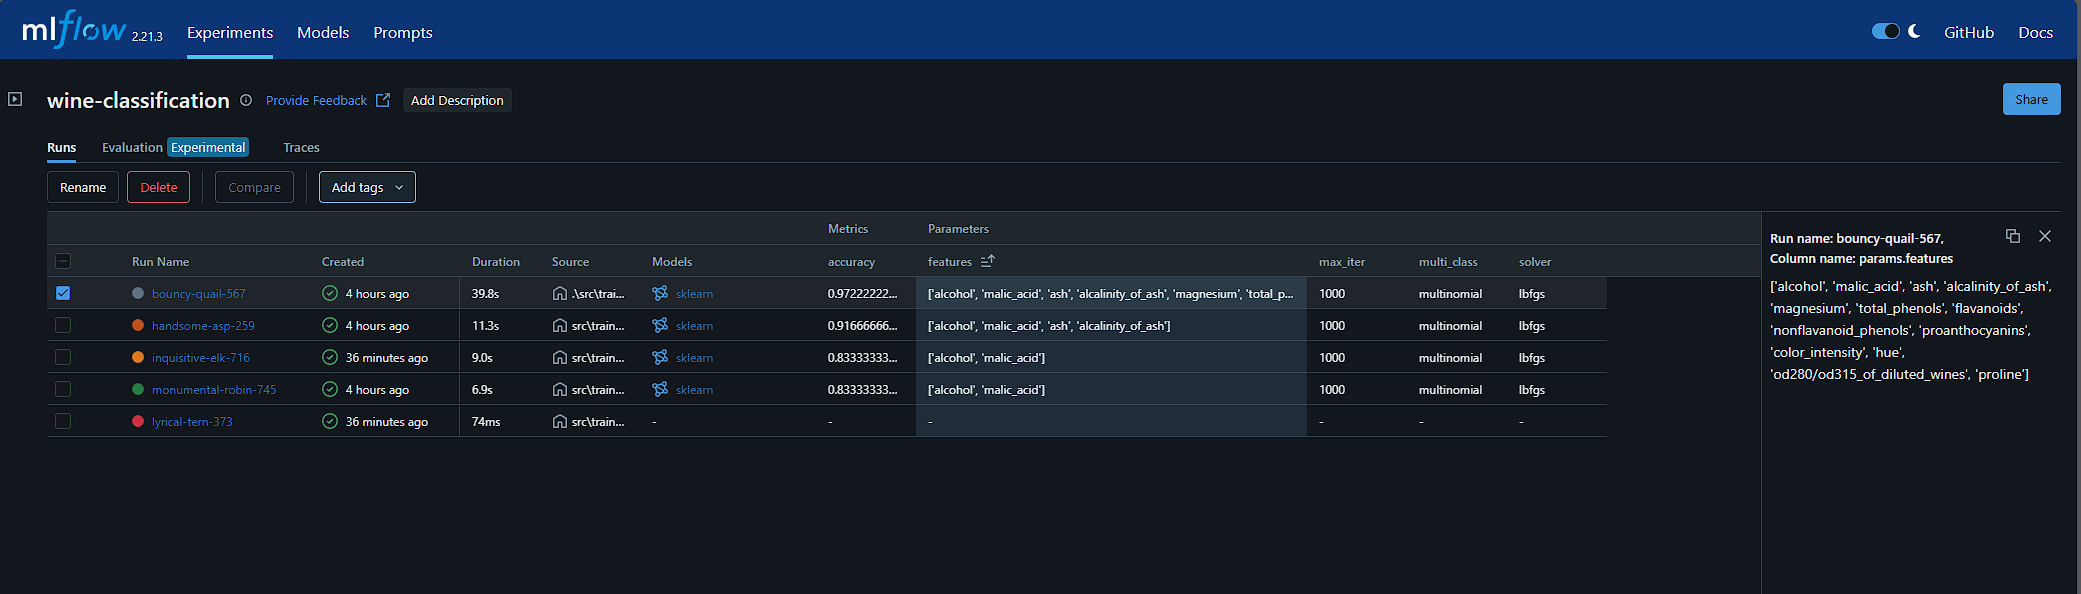 mlflow 2.21.3 Experiments Models Prompts GitHub Docs
wine-classification Provide Feedback Add Description Share
Runs Evaluation Experimental Traces
Rename Delete Compare Add tags
Metrics Parameters
Run Name Created Duration Source Models accuracy features max_iter multi_class solver
bouncy-quail-567 4 hours ago 39.8s .\src\trai... sklearn 0.97222222... ['alcohol', 'malic_acid', 'ash', 'alcalinity_of_ash', 'magnesium', 'total_p... 1000 multinomial lbfgs
handsome-asp-259 4 hours ago 11.3s src\train... sklearn 0.91666666... ['alcohol', 'malic_acid', 'ash', 'alcalinity_of_ash'] 1000 multinomial lbfgs
inquisitive-elk-716 36 minutes ago 9.0s src\train... sklearn 0.83333333... ['alcohol', 'malic_acid'] 1000 multinomial lbfgs
monumental-robin-745 4 hours ago 6.9s src\train... sklearn 0.83333333... ['alcohol', 'malic_acid'] 1000 multinomial lbfgs
lyrical-tern-373 36 minutes ago 74ms src\train... - - - - - -
Run name: bouncy-quail-567,
Column name: params.features
['alcohol', 'malic_acid', 'ash', 'alcalinity_of_ash',
'magnesium', 'total_phenols', 'flavanoids',
'nonflavanoid_phenols', 'proanthocyanins',
'color_intensity', 'hue',
'od280/od315_of_diluted_wines', 'proline']